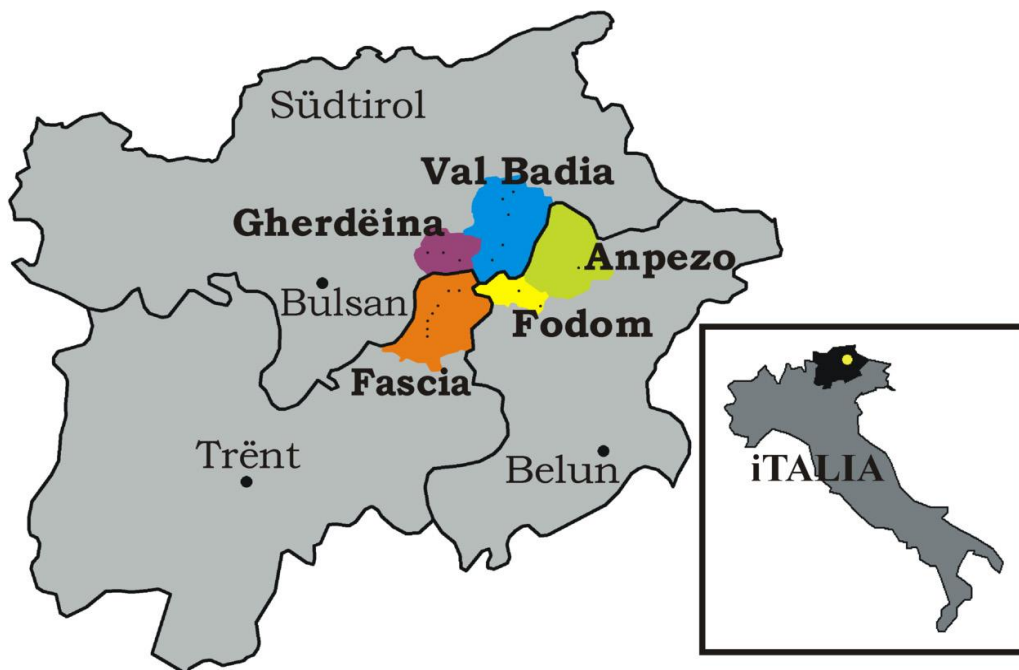 Südtirol
Val Badia
Gherdëina
Anpezo
Bulsan
Fodom
Fascia
Trënt
Belun
iTALIA